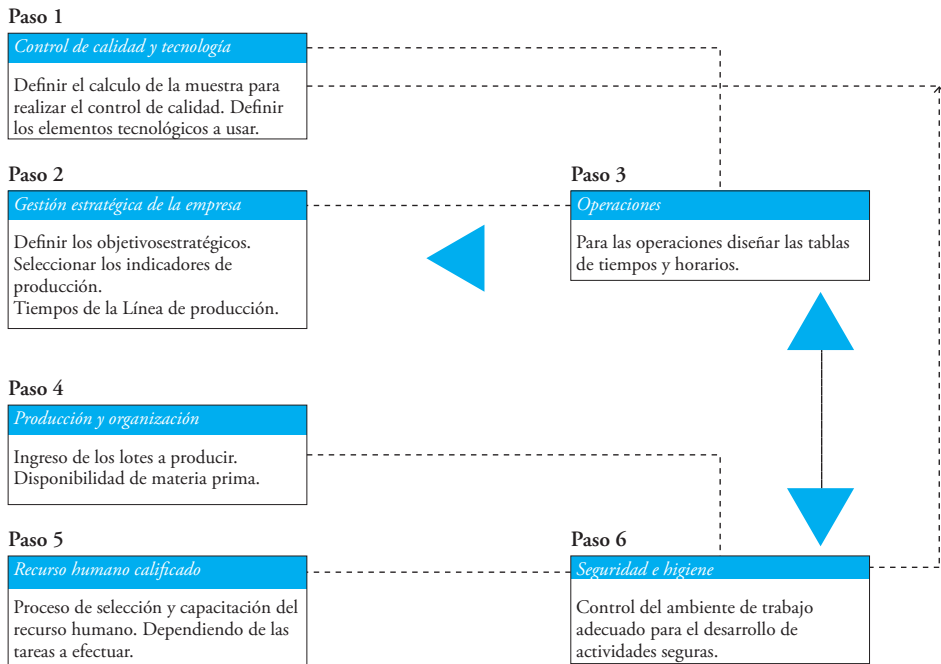 Paso 1
Control de calidad y tecnología
Definir el calculo de la muestra para
realizar el control de calidad. Definir
los elementos tecnológicos a usar.
Paso 2
Gestión estratégica de la empresa
Definir los objetivosestratégicos.
Seleccionar los indicadores de
producción.
Tiempos de la Línea de producción.
Paso 3
Operaciones
Para las operaciones diseñar las tablas
de tiempos y horarios.
Paso 4
Producción y organización
Ingreso de los lotes a producir.
Disponibilidad de materia prima.
Paso 5
Recurso humano calificado
Proceso de selección y capacitación del
recurso humano. Dependiendo de las
tareas a efectuar.
Paso 6
Seguridad e higiene
Control del ambiente de trabajo
adecuado para el desarrollo de
actividades seguras.